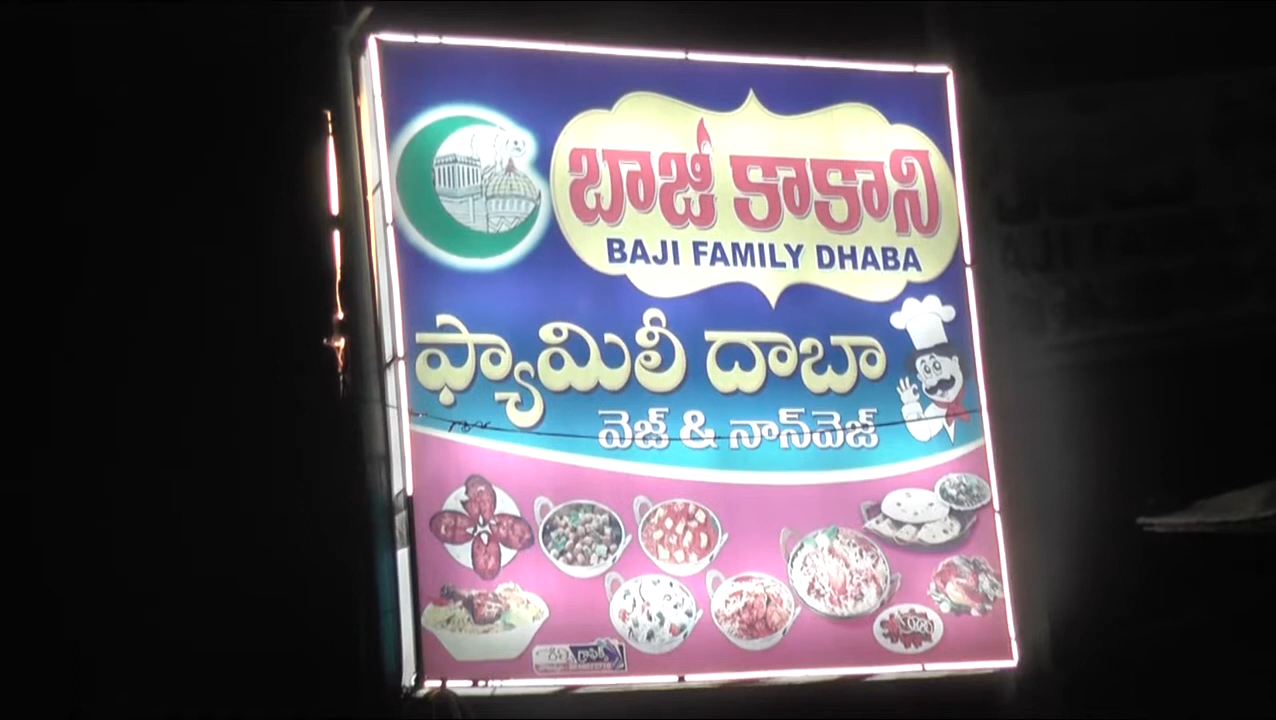 బాజీ కాకాని
BAJI FAMILY DHABA
ఫ్యామిలీ దాబా
వెజ్ & నాన్‌వెజ్
గ్రాఫిక్స్